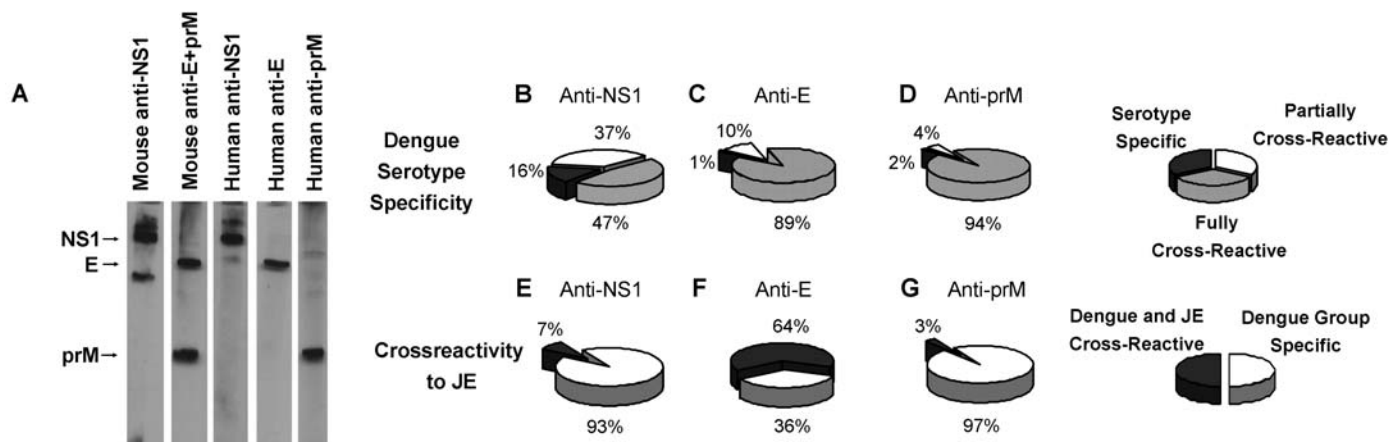 A
Mouse anti-NS1
Mouse anti-E+prM
Human anti-NS1
Human anti-E
Human anti-prM
NS1→
E →
prM→
Dengue
Serotype
Specificity
B Anti-NS1
37%
16%
47%
C Anti-E
10%
1%
89%
D Anti-prM
4%
2%
94%
Serotype
Specific
Partially
Cross-Reactive
Fully
Cross-Reactive
Crossreactivity
to JE
E Anti-NS1
7%
93%
F Anti-E
64%
36%
G Anti-prM
3%
97%
Dengue and JE
Cross-Reactive
Dengue Group
Specific